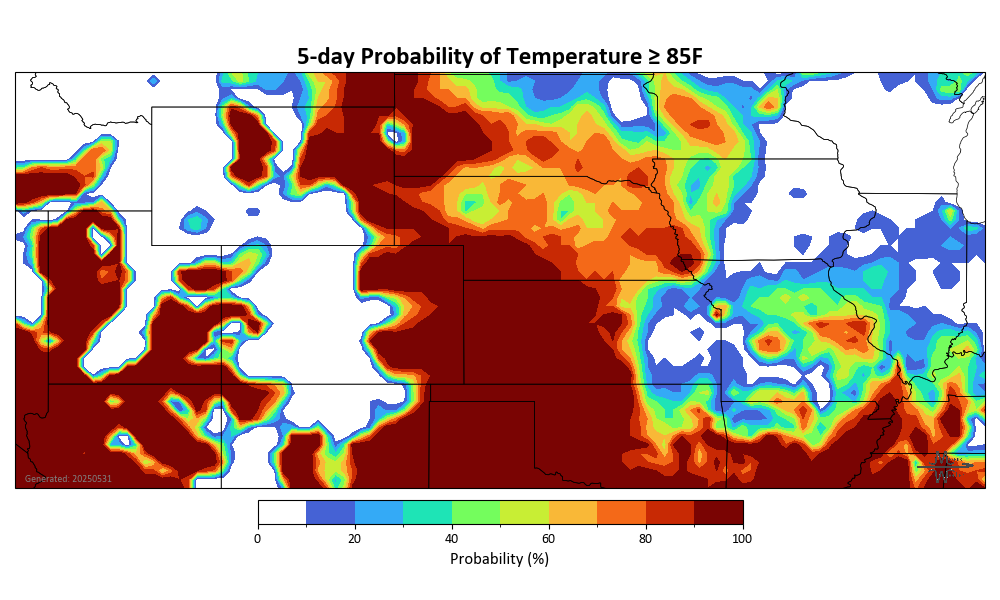 5-day Probability of Temperature ≥ 85F
Generated: 20250531
0 20 40 60 80 100
Probability (%)